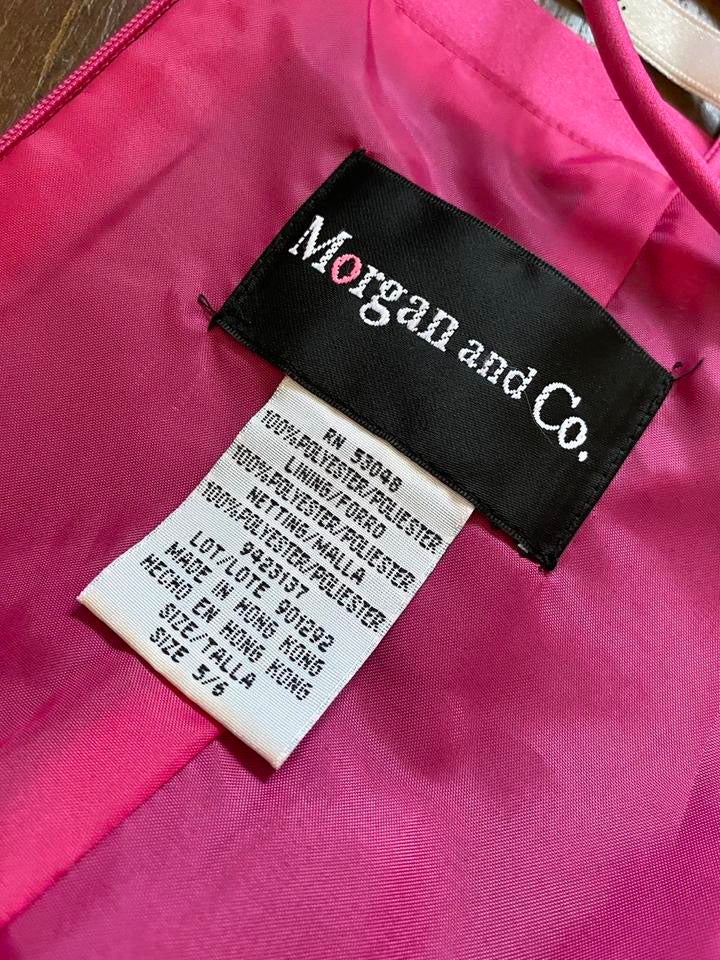 Morgan and Co.
RN 53048
100%POLYESTER/POLIESTER
LINING/FORRO
100%POLYESTER/POLIESTER
NETTING/MALLA
100%POLYESTER/POLIESTER
9423137
LOT/LOTE 901292
MADE IN HONG KONG
HECHO EN HONG KONG
SIZE/TALLA
SIZE 5/6